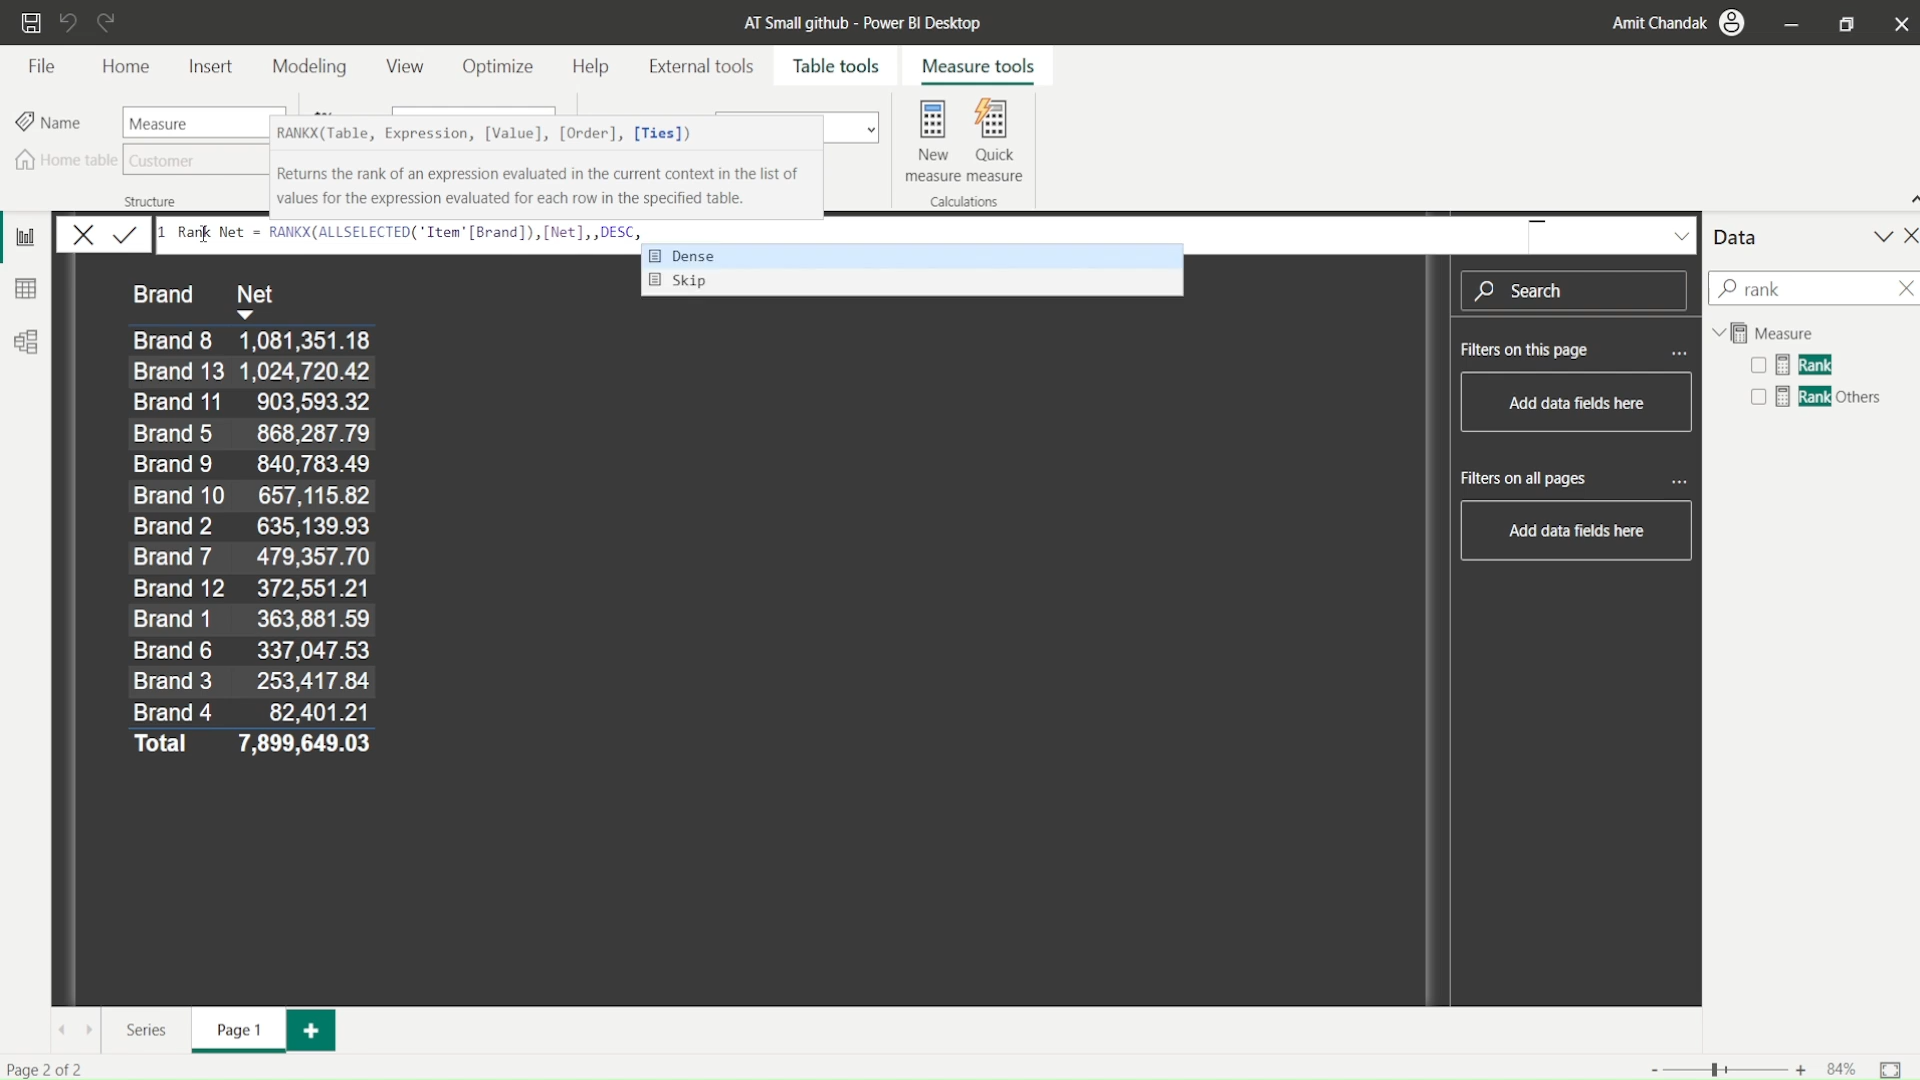 AT Small github - Power BI Desktop
Amit Chandak
File Home Insert Modeling View Optimize Help External tools Table tools Measure tools
Name Measure
Home table Customer
Structure
RANKX(Table, Expression, [Value], [Order], [Ties])
Returns the rank of an expression evaluated in the current context in the list of
values for the expression evaluated for each row in the specified table.
New measure
Quick measure
Calculations
1 Rank Net = RANKX(ALLSELECTED('Item'[Brand]),[Net],,DESC,
Dense
Skip
Brand Net
Brand 8 1,081,351.18
Brand 13 1,024,720.42
Brand 11 903,593.32
Brand 5 868,287.79
Brand 9 840,783.49
Brand 10 657,115.82
Brand 2 635,139.93
Brand 7 479,357.70
Brand 12 372,551.21
Brand 1 363,881.59
Brand 6 337,047.53
Brand 3 253,417.84
Brand 4 82,401.21
Total 7,899,649.03
Search
Filters on this page ...
Add data fields here
Filters on all pages ...
Add data fields here
Data
rank
Measure
Rank
Rank Others
Series Page 1 +
Page 2 of 2
- + 84%